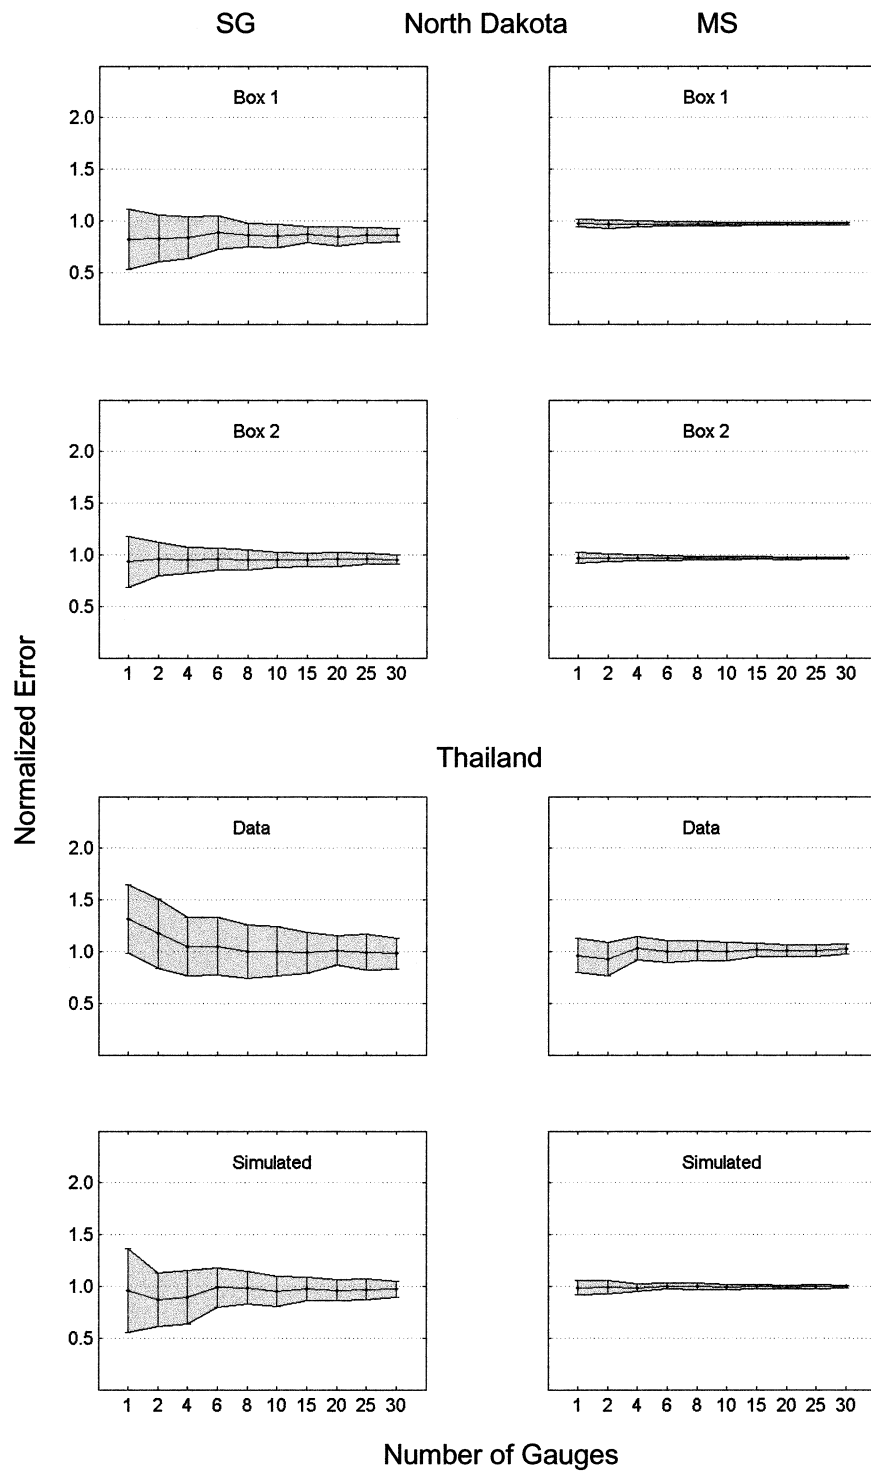 SG North Dakota MS
Box 1 Box 1
2.0
1.5
1.0
0.5
Box 2 Box 2
2.0
1.5
1.0
0.5
1 2 4 6 8 10 15 20 25 30 1 2 4 6 8 10 15 20 25 30
Normalized Error
Thailand
Data Data
2.0
1.5
1.0
0.5
Simulated Simulated
2.0
1.5
1.0
0.5
1 2 4 6 8 10 15 20 25 30 1 2 4 6 8 10 15 20 25 30
Number of Gauges